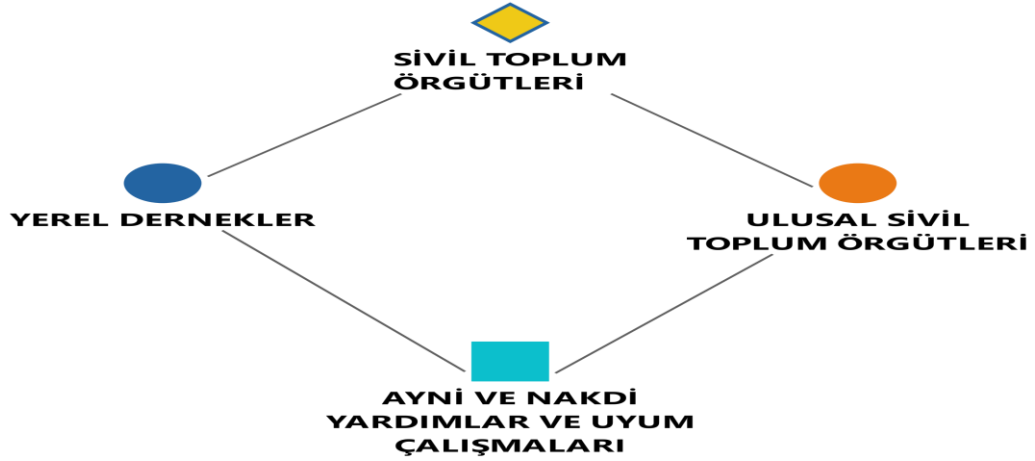 SİVİL TOPLUM
ÖRGÜTLERİ
YEREL DERNEKLER
ULUSAL SİVİL
TOPLUM ÖRGÜTLERİ
AYNİ VE NAKDİ
YARDIMLAR VE UYUM
ÇALIŞMALARI